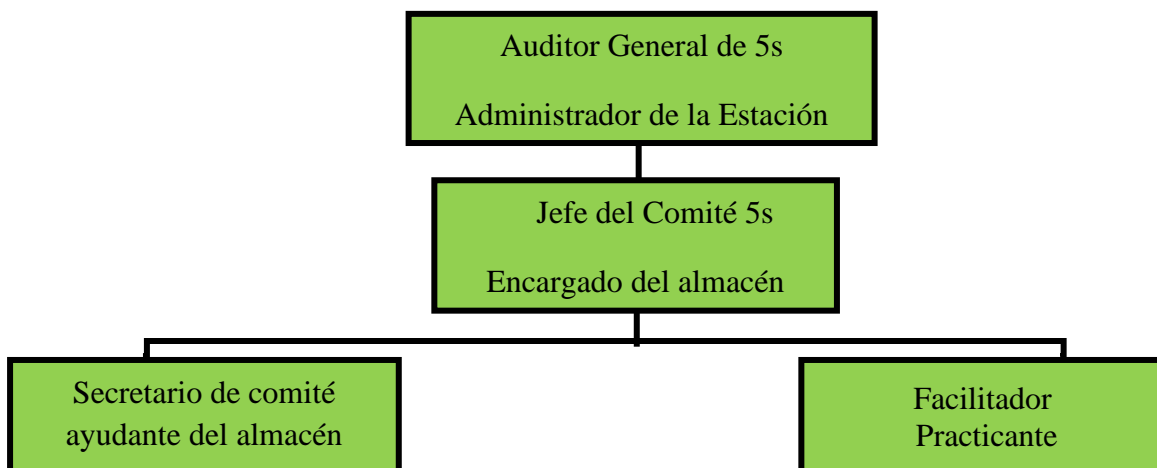 Auditor General de 5s
Administrador de la Estación
Jefe del Comité 5s
Encargado del almacén
Secretario de comité
ayudante del almacén
Facilitador
Practicante